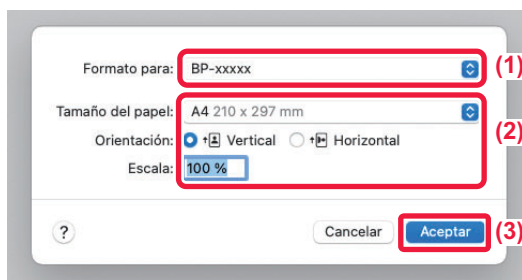 Formato para: BP-xxxxx (1)
Tamaño del papel: A4 210 x 297 mm
Orientación: Vertical Horizontal (2)
Escala: 100 %
? Cancelar Aceptar (3)